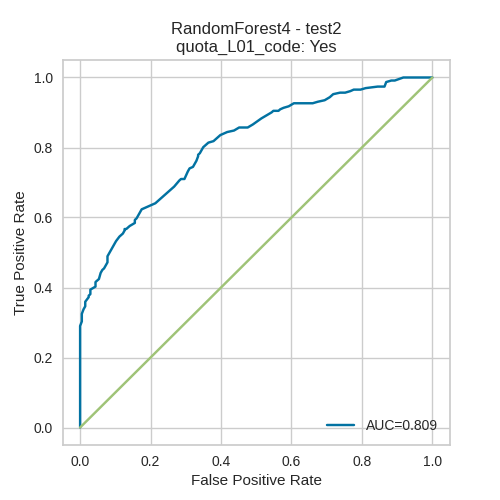 RandomForest4 - test2
quota_L01_code: Yes
True Positive Rate
1.0
0.8
0.6
0.4
0.2
0.0
AUC=0.809
0.0 0.2 0.4 0.6 0.8 1.0
False Positive Rate